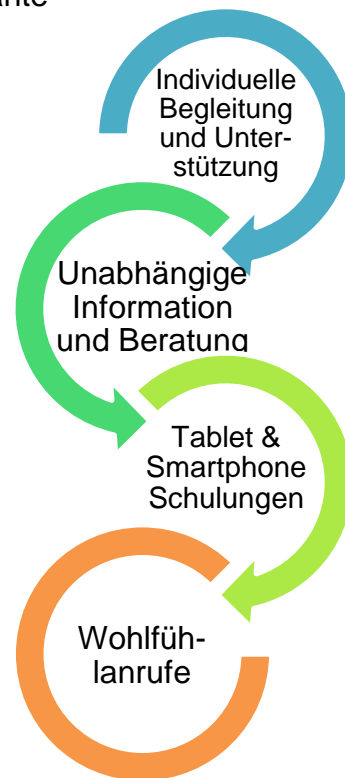 Individuelle
Begleitung
und Unter-
stützung
Unabhängige
Information
und Beratung
Tablet &
Smartphone
Schulungen
Wohlfüh-
lanrufe